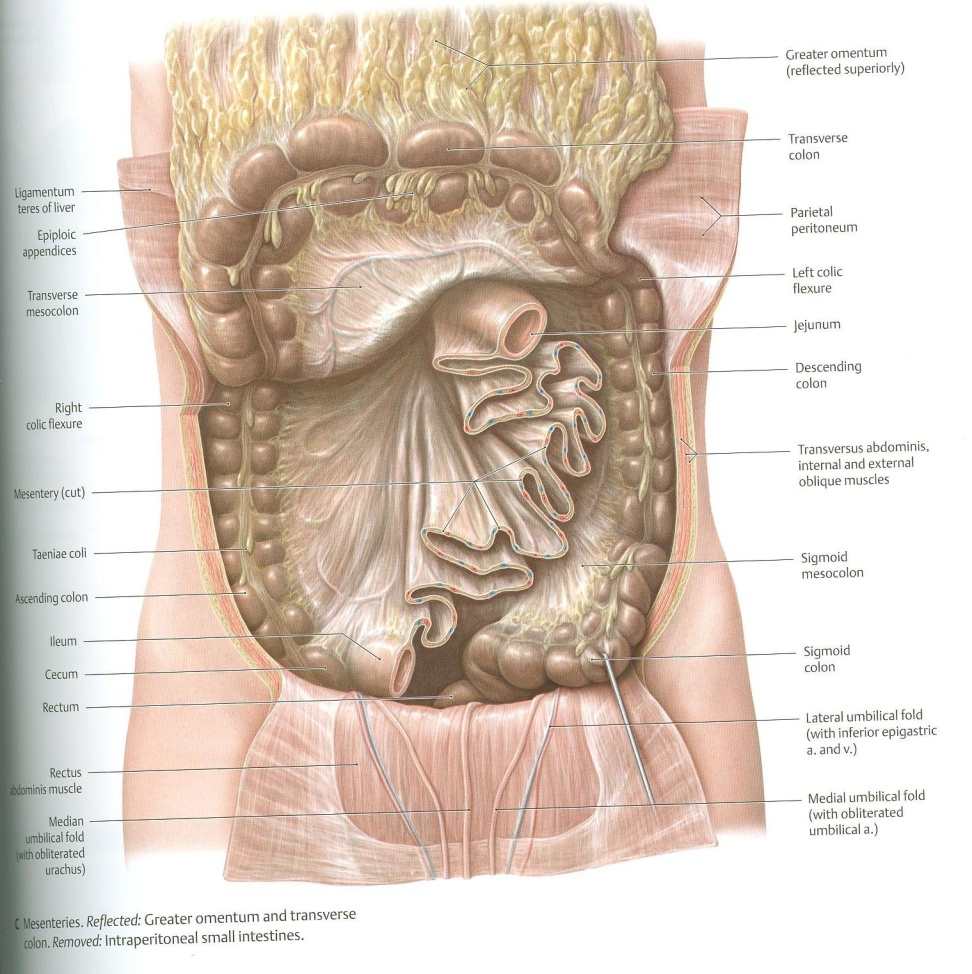 Greater omentum
(reflected superiorly)
Transverse
colon
Parietal
peritoneum
Left colic
flexure
Jejunum
Descending
colon
Transversus abdominis,
internal and external
oblique muscles
Sigmoid
mesocolon
Sigmoid
colon
Lateral umbilical fold
(with inferior epigastric
a. and v.)
Medial umbilical fold
(with obliterated
umbilical a.)
Ligamentum
teres of liver
Epiploic
appendices
Transverse
mesocolon
Right
colic flexure
Mesentery (cut)
Taeniae coli
Ascending colon
Ileum
Cecum
Rectum
Rectus
abdominis muscle
Median
umbilical fold
(with obliterated
urachus)
C Mesenteries. Reflected: Greater omentum and transverse
colon. Removed: Intraperitoneal small intestines.